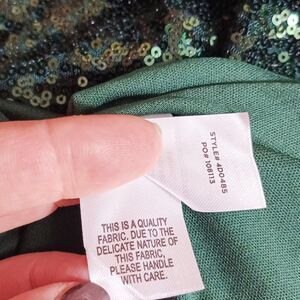 STYLE# 4D0485
PO# 108113
THIS IS A QUALITY
FABRIC. DUE TO THE
DELICATE NATURE OF
THIS FABRIC,
PLEASE HANDLE
WITH CARE.